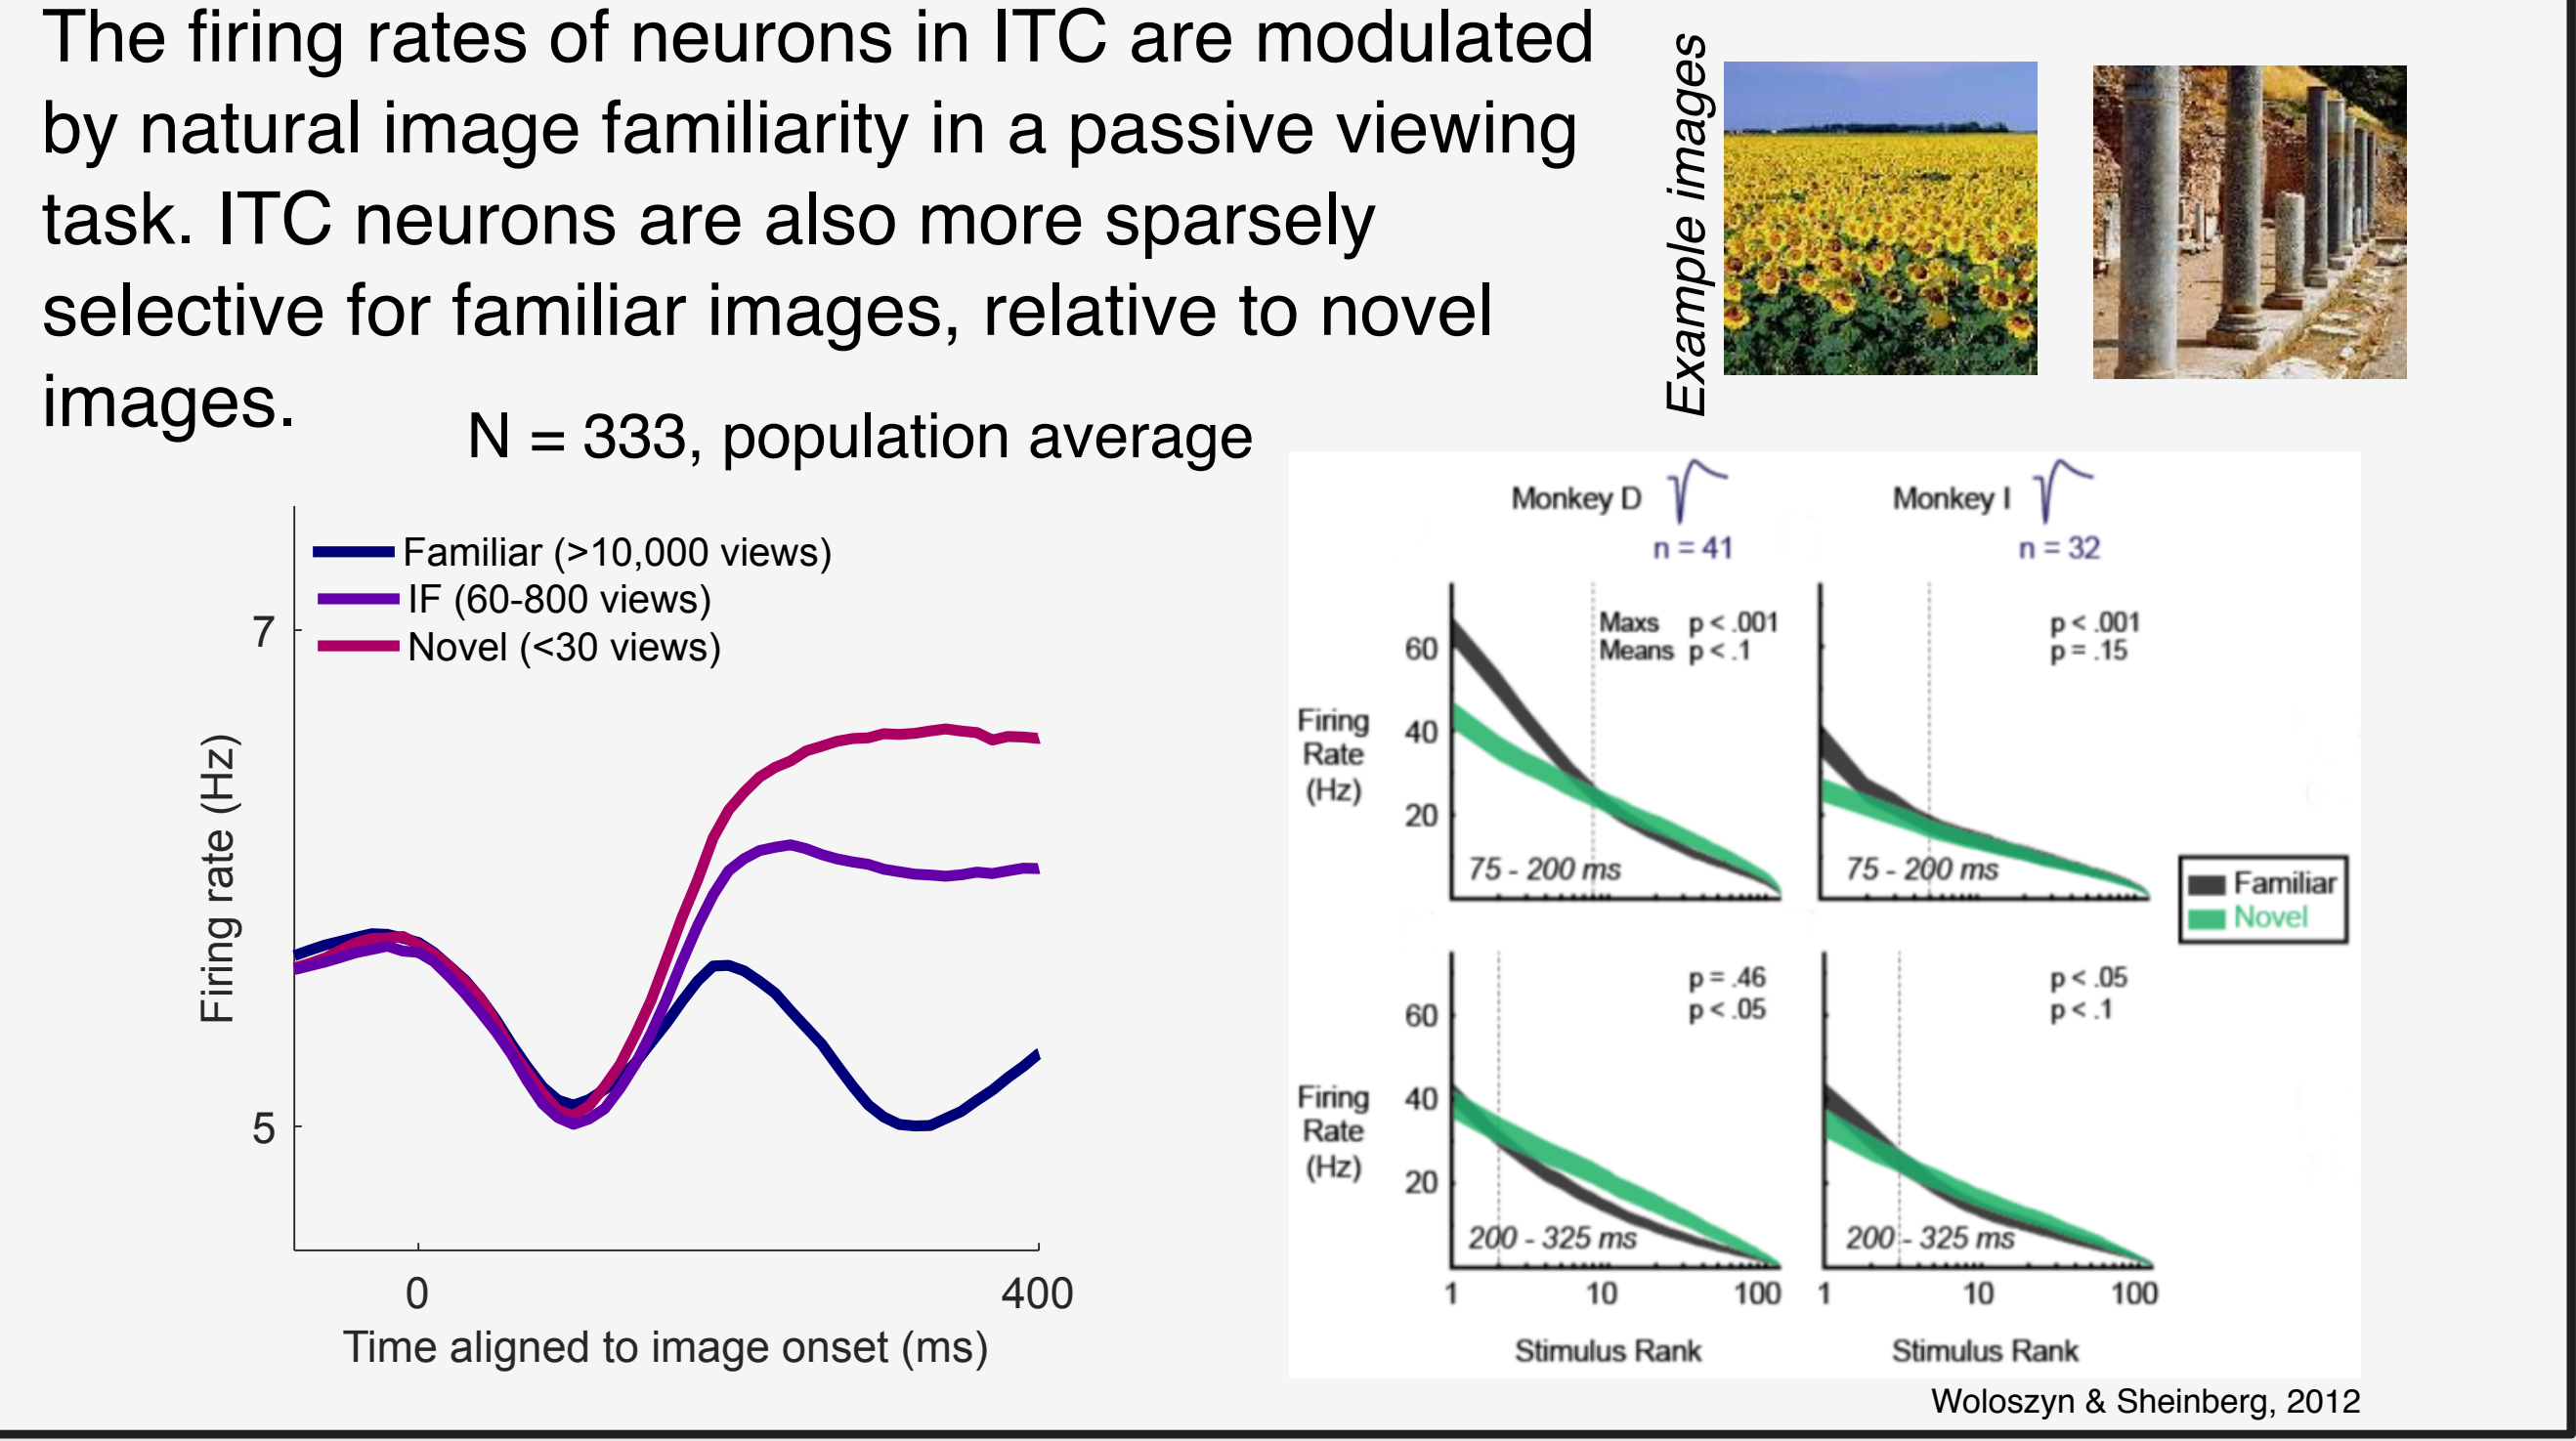 The firing rates of neurons in ITC are modulated
by natural image familiarity in a passive viewing
task. ITC neurons are also more sparsely
selective for familiar images, relative to novel
images.
Example images
N = 333, population average
Familiar (>10,000 views)
IF (60-800 views)
Novel (<30 views)
7
5
Firing rate (Hz)
0
400
Time aligned to image onset (ms)
Monkey D
n = 41
Monkey I
n = 32
Maxs p < .001
Means p < .1
p < .001
p = .15
60
40
20
Firing
Rate
(Hz)
75 - 200 ms
75 - 200 ms
Familiar
Novel
p = .46
p < .05
p < .05
p < .1
60
40
20
Firing
Rate
(Hz)
200 - 325 ms
200 - 325 ms
1 10 100
1 10 100
Stimulus Rank
Stimulus Rank
Woloszyn & Sheinberg, 2012